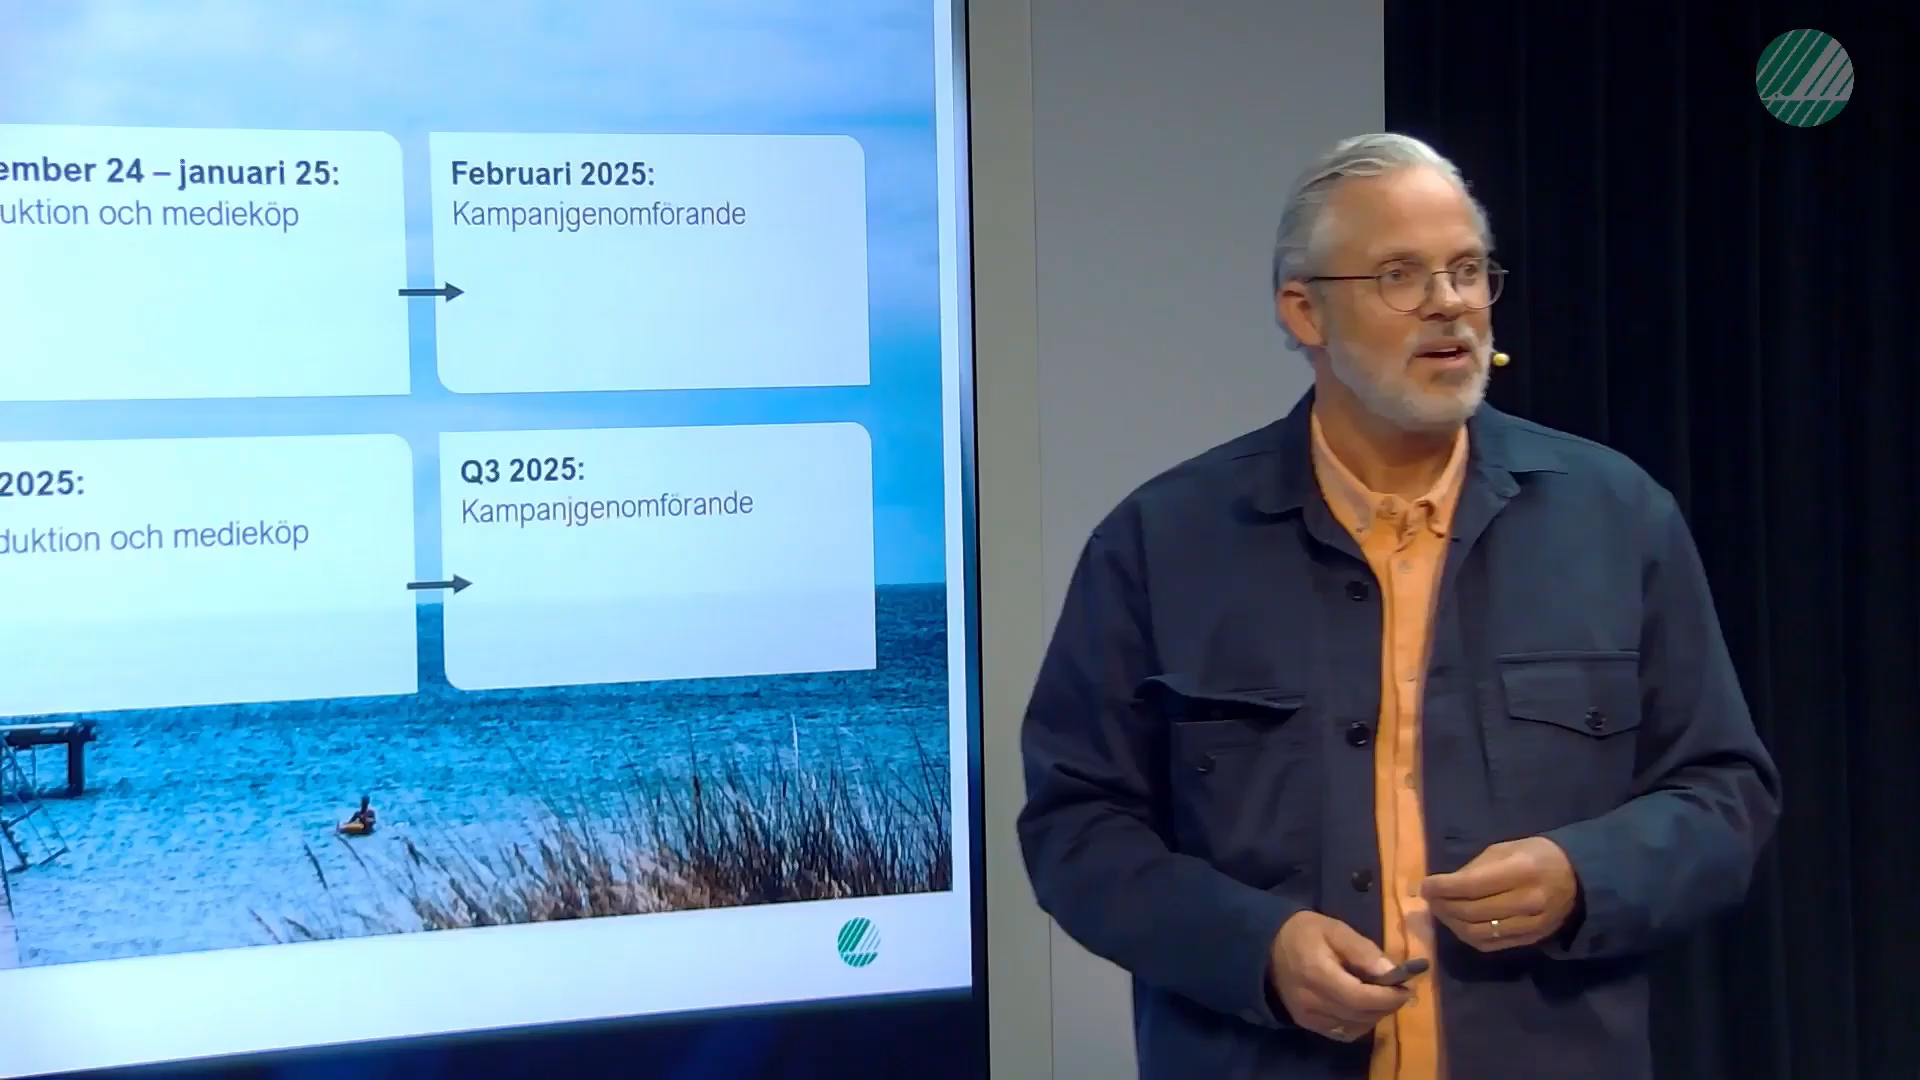 ember 24 – januari 25:
uktion och medieköp
Februari 2025:
Kampanjgenomförande
2025:
duktion och medieköp
Q3 2025:
Kampanjgenomförande